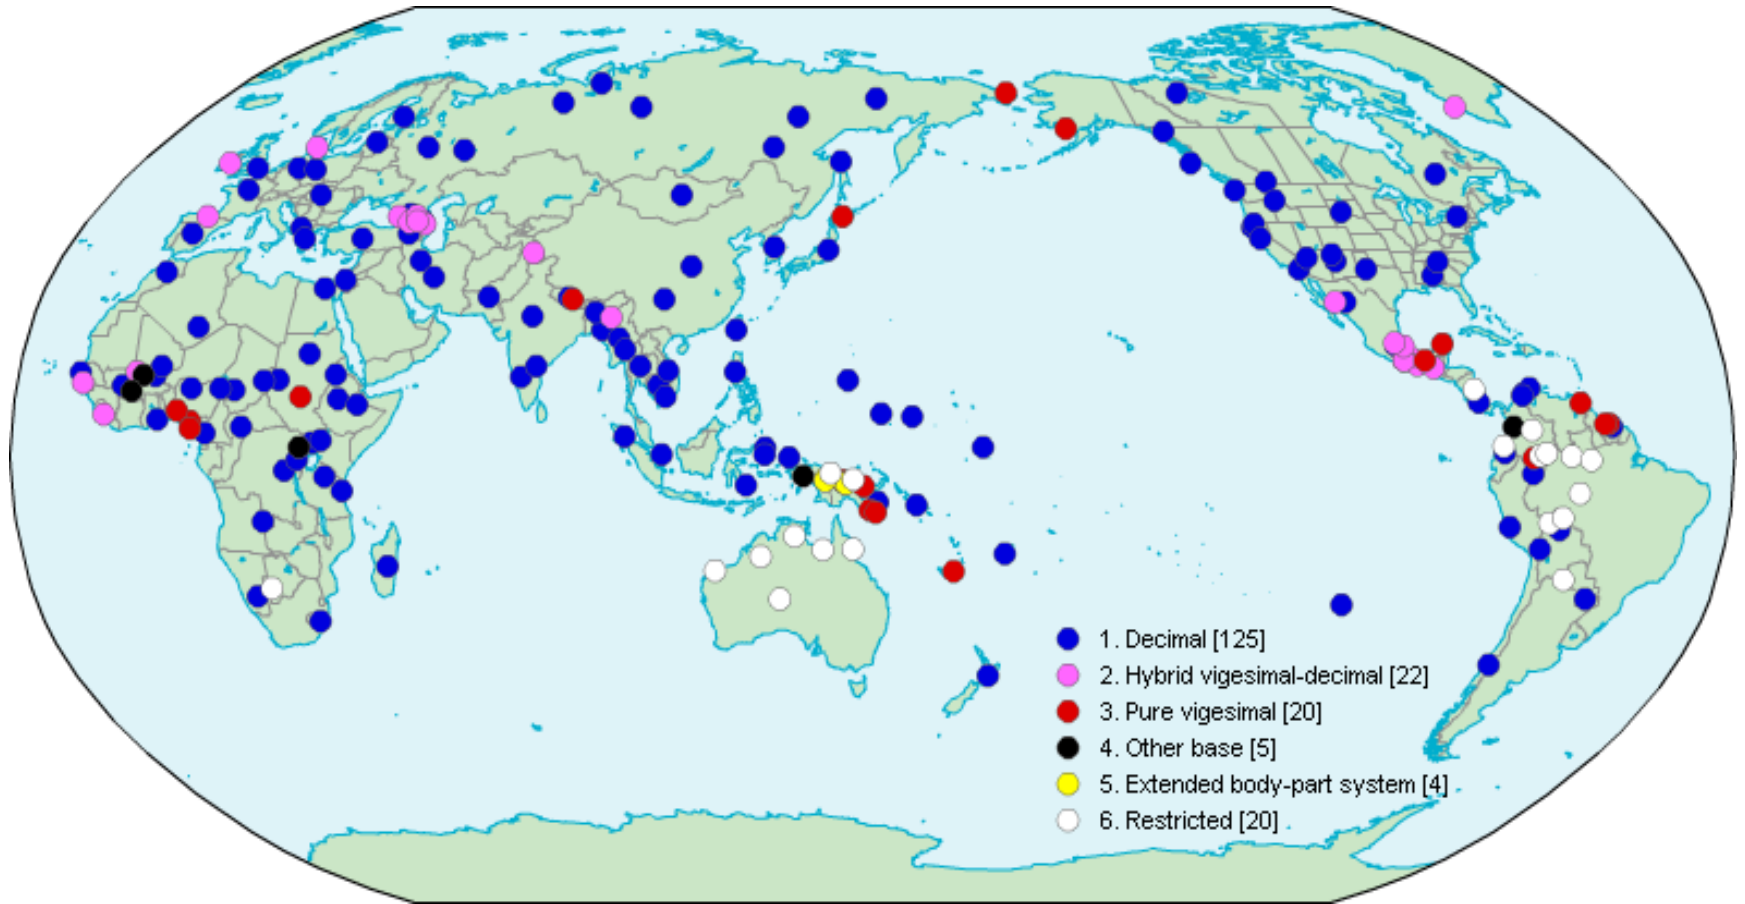 1. Decimal [125]
2. Hybrid vigesimal-decimal [22]
3. Pure vigesimal [20]
4. Other base [5]
5. Extended body-part system [4]
6. Restricted [20]